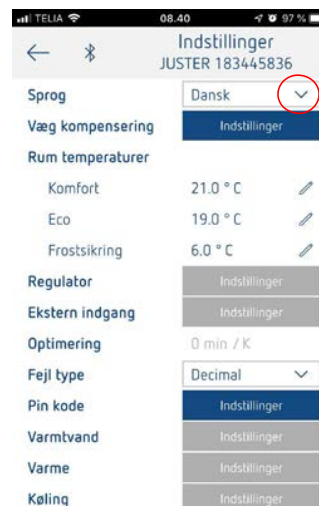 TELIA 08.40 97 %
Indstillinger
JUSTER 183445836
Sprog Dansk
Væg kompensering Indstillinger
Rum temperaturer
Komfort 21.0 ° C
Eco 19.0 ° C
Frostsikring 6.0 ° C
Regulator Indstillinger
Ekstern indgang Indstillinger
Optimering 0 min / K
Fejl type Decimal
Pin kode Indstillinger
Varmtvand Indstillinger
Varme Indstillinger
Køling Indstillinger